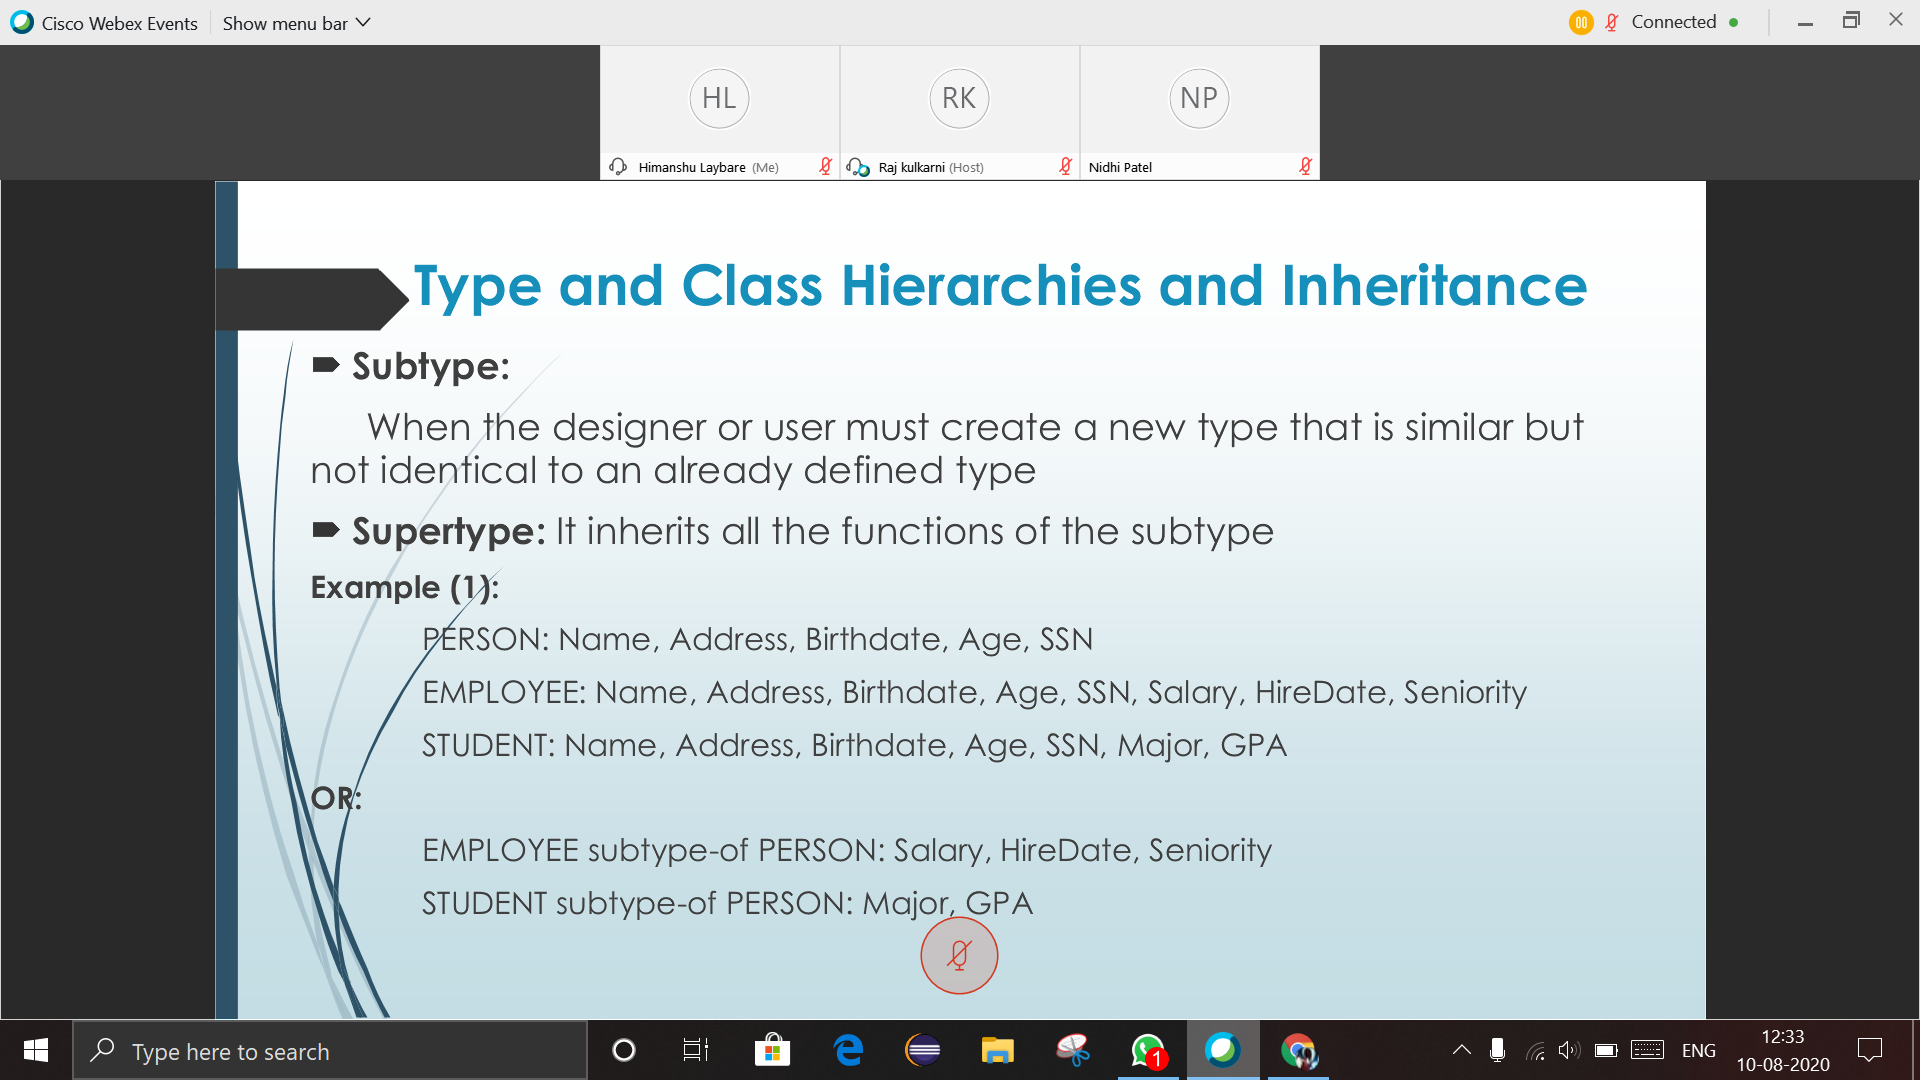 Cisco Webex Events Show menu bar Connected
HL RK NP
Himanshu Laybare (Me) Raj kulkarni (Host) Nidhi Patel
Type and Class Hierarchies and Inheritance
Subtype:
When the designer or user must create a new type that is similar but
not identical to an already defined type
Supertype: It inherits all the functions of the subtype
Example (1):
PERSON: Name, Address, Birthdate, Age, SSN
EMPLOYEE: Name, Address, Birthdate, Age, SSN, Salary, HireDate, Seniority
STUDENT: Name, Address, Birthdate, Age, SSN, Major, GPA
OR:
EMPLOYEE subtype-of PERSON: Salary, HireDate, Seniority
STUDENT subtype-of PERSON: Major, GPA
Type here to search 1 ENG 12:33
10-08-2020